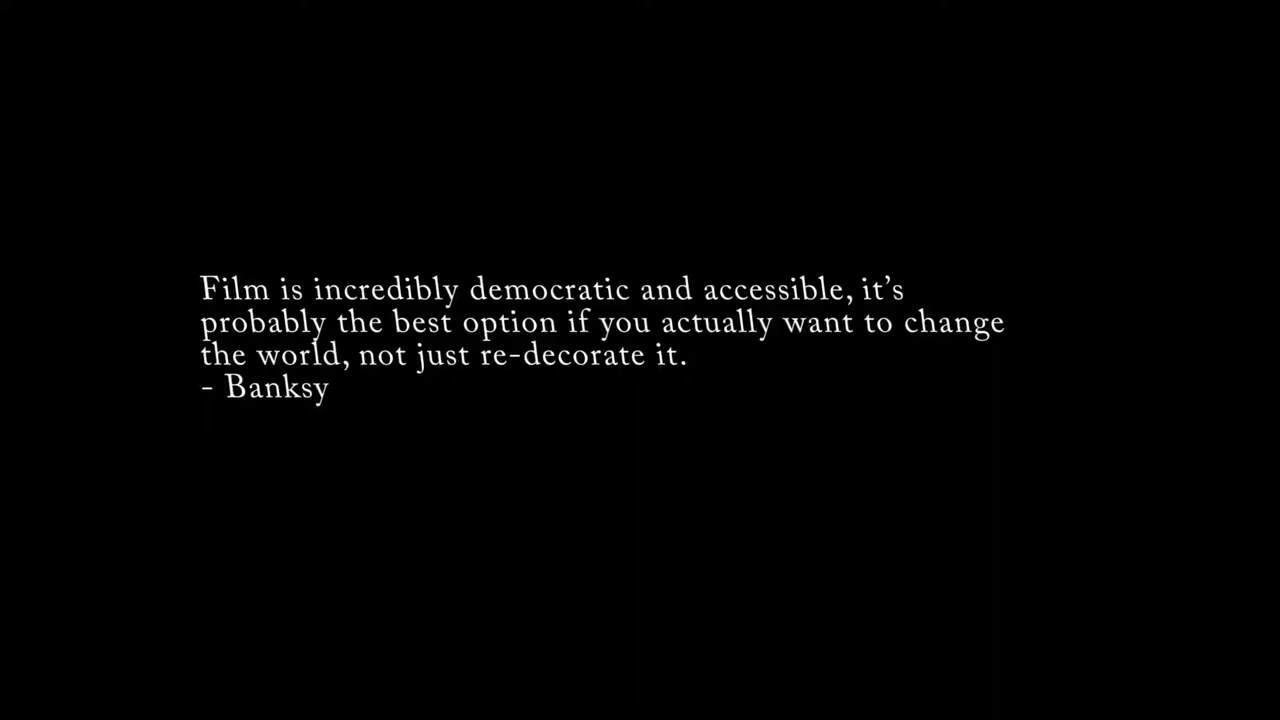 Film is incredibly democratic and accessible, it’s
probably the best option if you actually want to change
the world, not just re-decorate it.
- Banksy